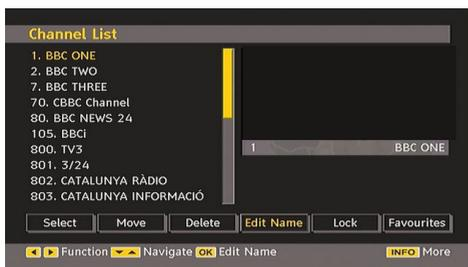 Channel List
1. BBC ONE
2. BBC TWO
7. BBC THREE
70. CBBC Channel
80. BBC NEWS 24
105. BBCi
800. TV3
801. 3/24
802. CATALUNYA RÀDIO
803. CATALUNYA INFORMACIÓ
1 BBC ONE
Select Move Delete Edit Name Lock Favourites
Function Navigate OK Edit Name INFO More